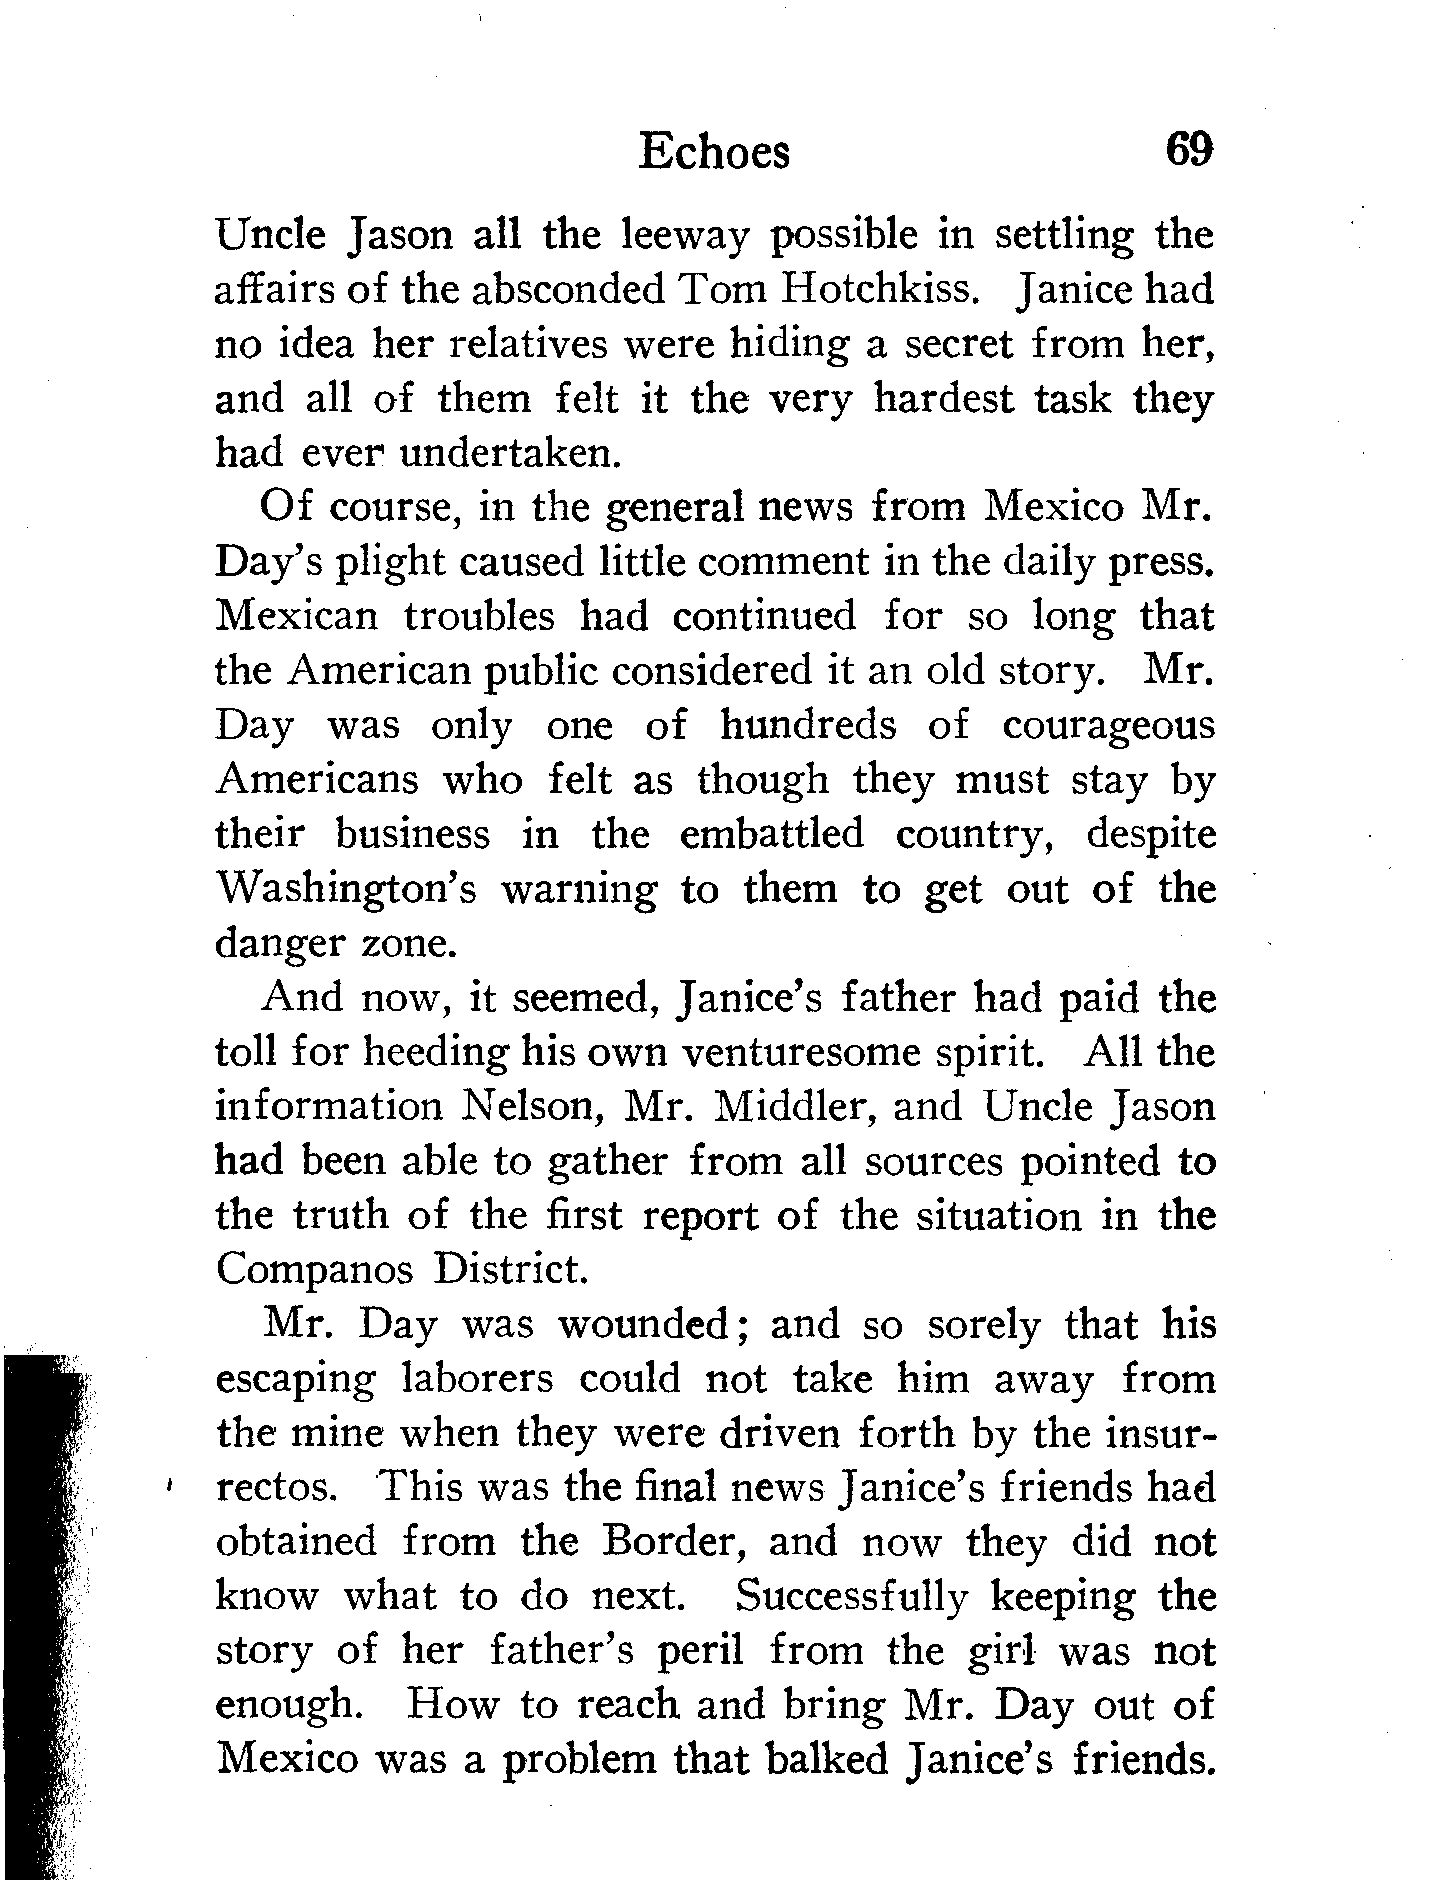 Echoes 69
Uncle Jason all the leeway possible in settling the
affairs of the absconded Tom Hotchkiss. Janice had
no idea her relatives were hiding a secret from her,
and all of them felt it the very hardest task they
had ever undertaken.
Of course, in the general news from Mexico Mr.
Day's plight caused little comment in the daily press.
Mexican troubles had continued for so long that
the American public considered it an old story. Mr.
Day was only one of hundreds of courageous
Americans who felt as though they must stay by
their business in the embattled country, despite
Washington's warning to them to get out of the
danger zone.
And now, it seemed, Janice's father had paid the
toll for heeding his own venturesome spirit. All the
information Nelson, Mr. Middler, and Uncle Jason
had been able to gather from all sources pointed to
the truth of the first report of the situation in the
Companos District.
Mr. Day was wounded; and so sorely that his
escaping laborers could not take him away from
the mine when they were driven forth by the insur-
rectos. This was the final news Janice's friends had
obtained from the Border, and now they did not
know what to do next. Successfully keeping the
story of her father's peril from the girl was not
enough. How to reach and bring Mr. Day out of
Mexico was a problem that balked Janice's friends.